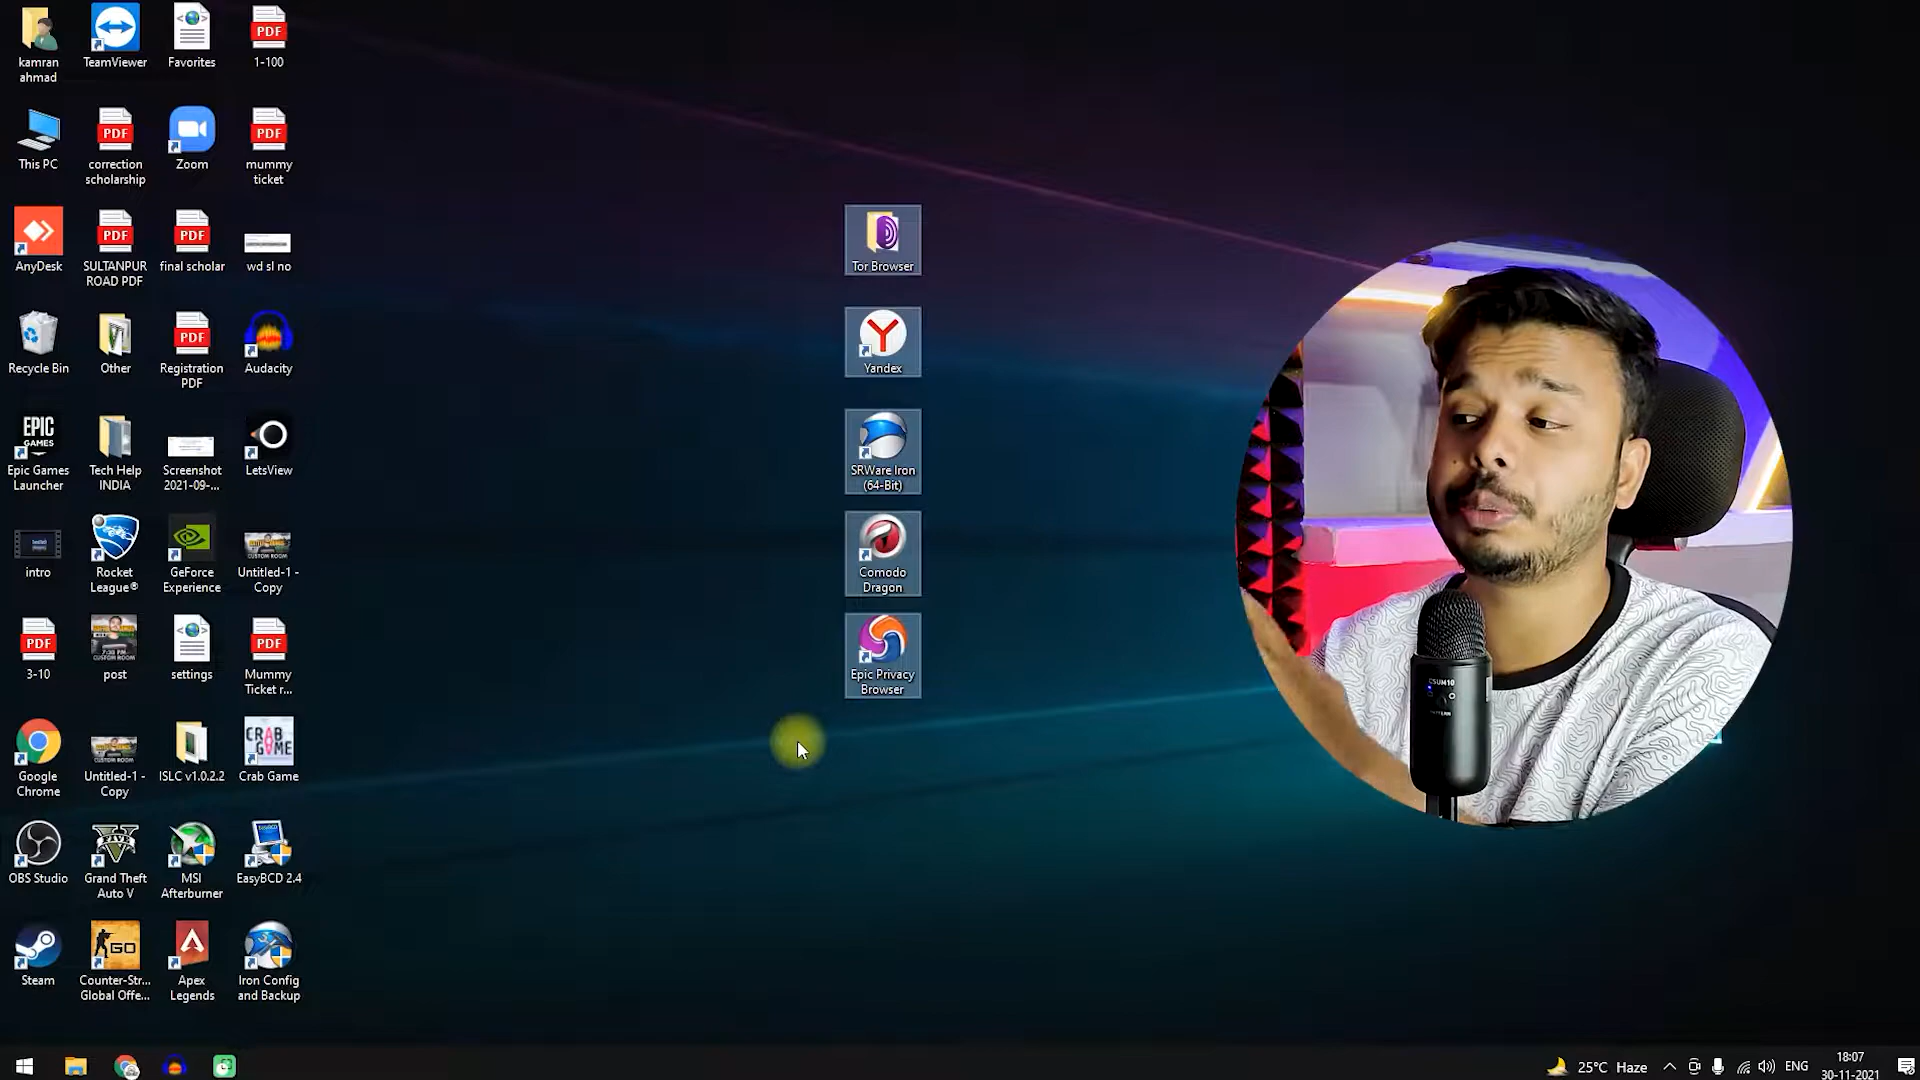 kamran
ahmad
TeamViewer
Favorites
PDF
1-100
This PC
PDF
correction
scholarship
Zoom
PDF
mummy
ticket
AnyDesk
PDF
SULTANPUR
ROAD PDF
PDF
final scholar
wd sl no
Recycle Bin
Other
PDF
Registration
PDF
Audacity
EPIC
GAMES
Epic Games
Launcher
Tech Help
INDIA
Screenshot
2021-09-...
LetsView
intro
Rocket
League®
GeForce
Experience
Untitled-1 -
Copy
PDF
3-10
post
settings
PDF
Mummy
Ticket r...
Google
Chrome
Untitled-1 -
Copy
ISLC v1.0.2.2
CRAB
GAME
Crab Game
OBS Studio
FIVE
Grand Theft
Auto V
MSI
Afterburner
EasyBCD 2.4
Steam
GO
Counter-Str...
Global Offe...
Apex
Legends
Iron Config
and Backup
Tor Browser
Yandex
SRWare Iron
(64-Bit)
Comodo
Dragon
Epic Privacy
Browser
CSUM10
25°C Haze
ENG
18:07
30-11-2021